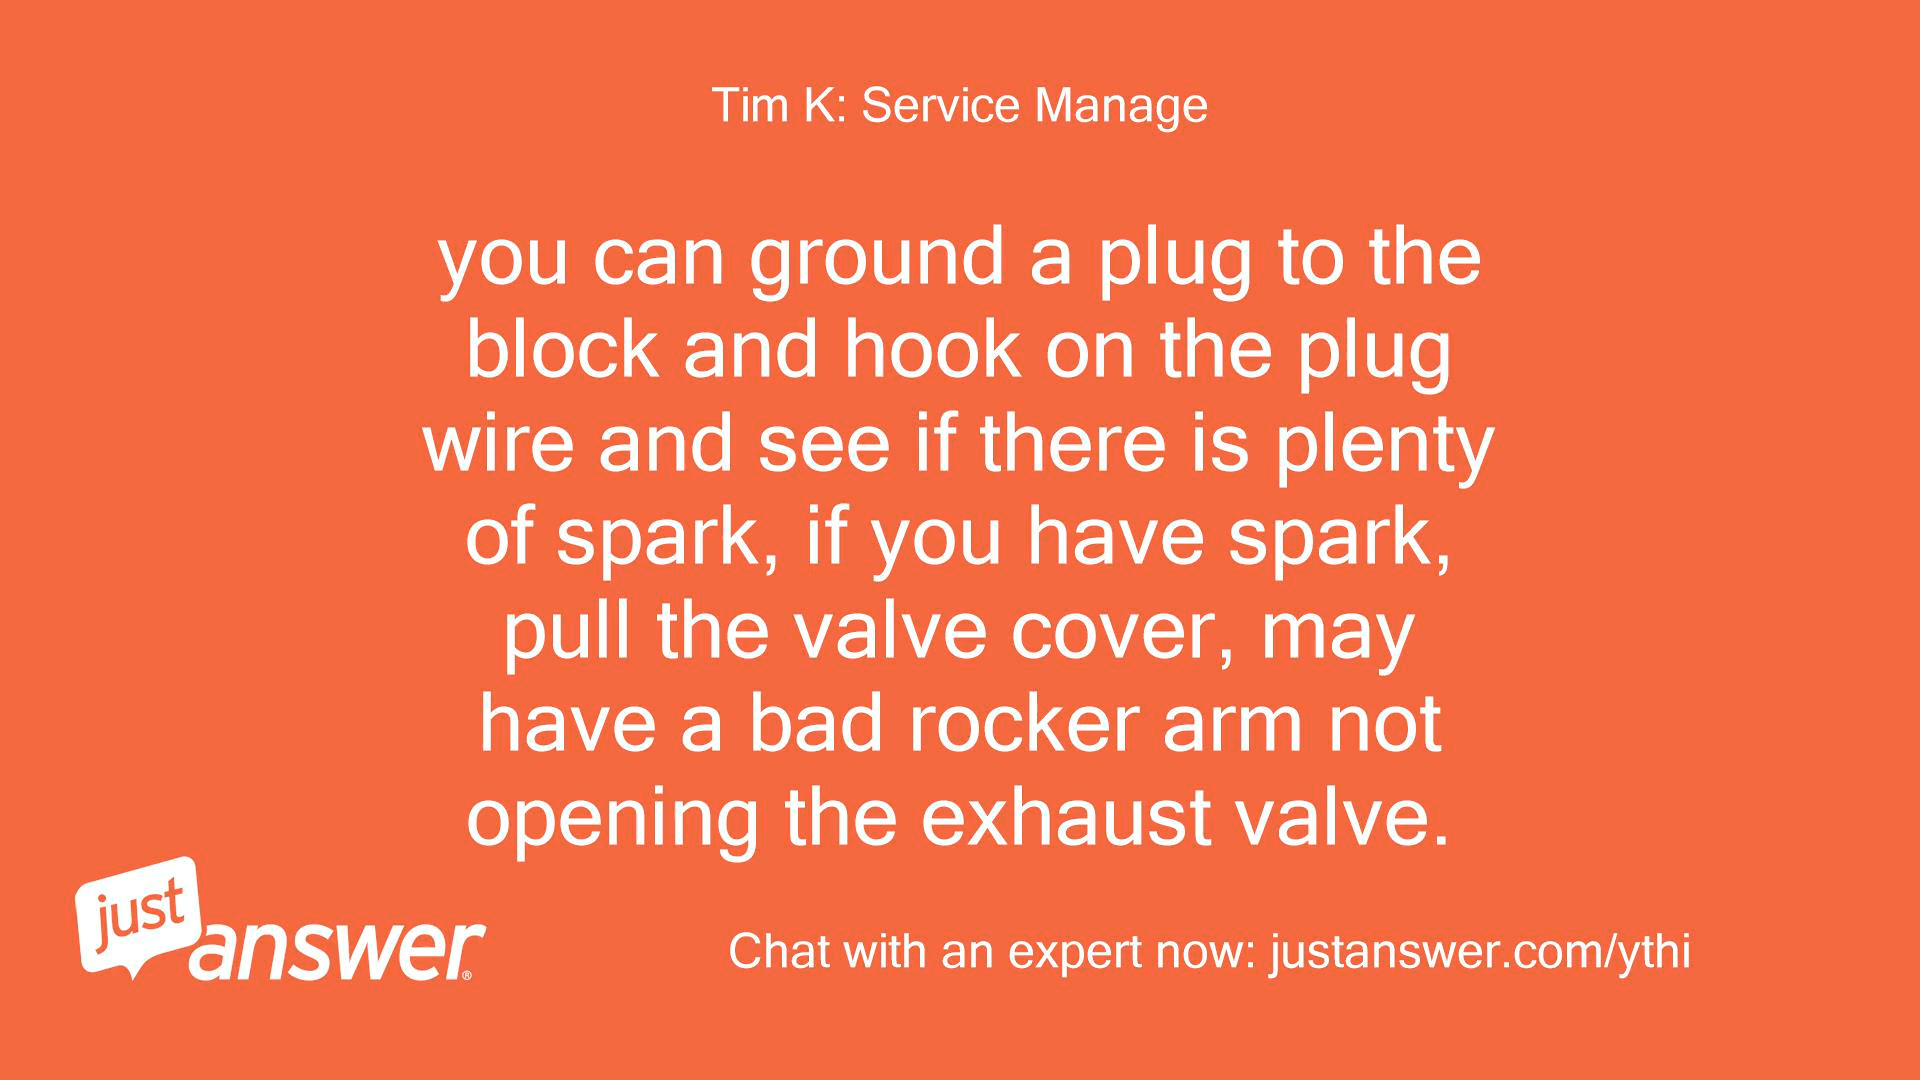 Tim K: Service Manage
you can ground a plug to the
block and hook on the plug
wire and see if there is plenty
of spark, if you have spark,
pull the valve cover, may
have a bad rocker arm not
opening the exhaust valve.
just
answer®
Chat with an expert now: justanswer.com/ythi